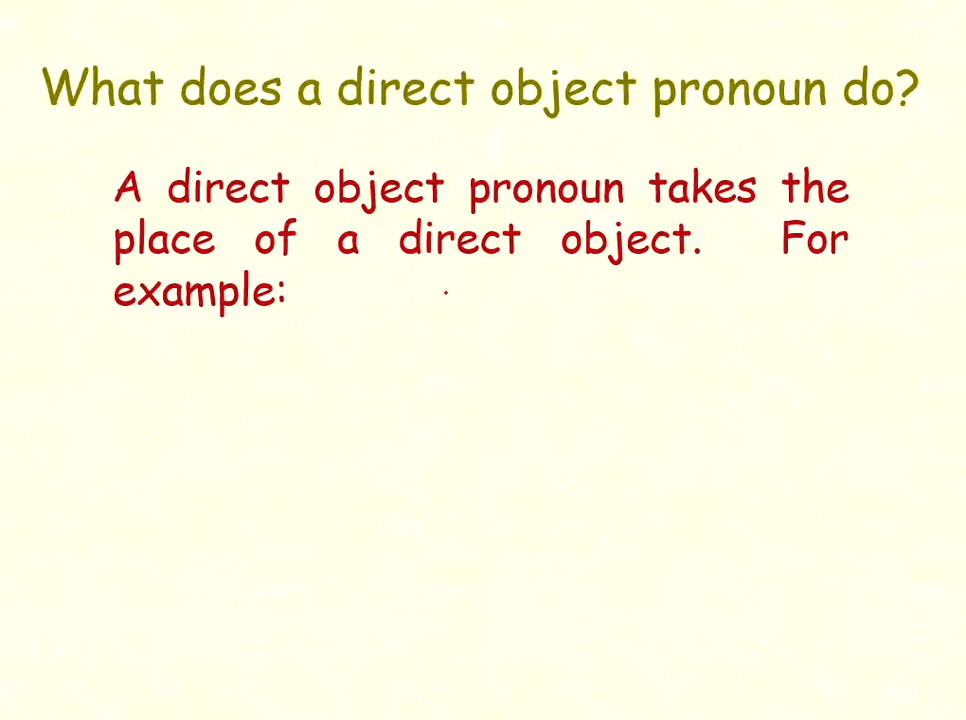 What does a direct object pronoun do?
A direct object pronoun takes the
place of a direct object. For
example: